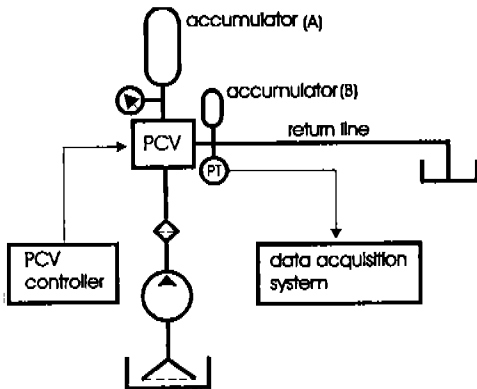 accumulator (A)
accumulator (B)
PCV
return line
PT
PCV
controller
data acquisition
system